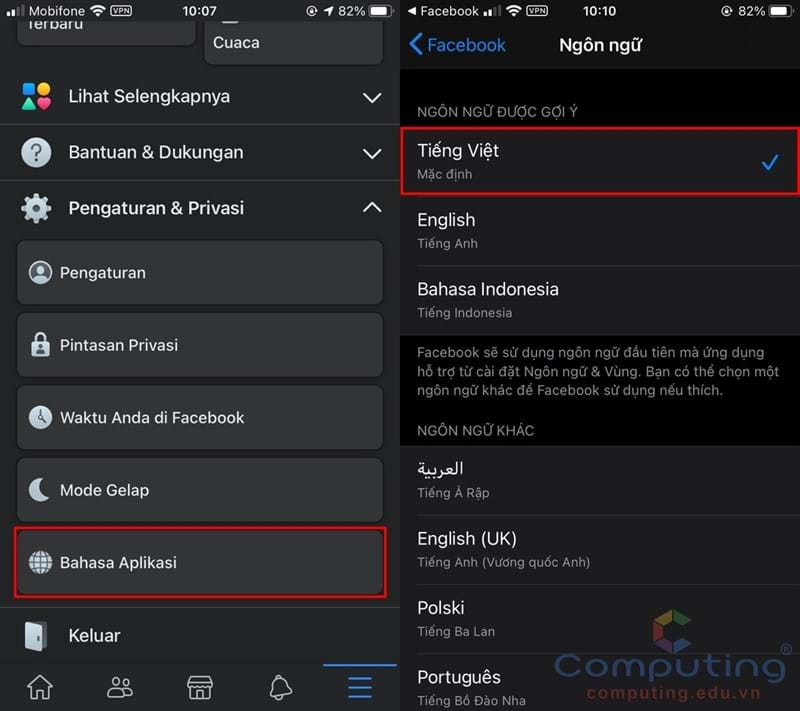 Mobifone VPN 10:07 82%
Terbaru
Cuaca
Lihat Selengkapnya
Bantuan & Dukungan
Pengaturan & Privasi
Pengaturan
Pintasan Privasi
Waktu Anda di Facebook
Mode Gelap
Bahasa Aplikasi
Keluar
Facebook VPN 10:10 82%
Facebook
Ngôn ngữ
NGÔN NGỮ ĐƯỢC GỢI Ý
Tiếng Việt
Mặc định
English
Tiếng Anh
Bahasa Indonesia
Tiếng Indonesia
Facebook sẽ sử dụng ngôn ngữ đầu tiên mà ứng dụng
hỗ trợ từ cài đặt Ngôn ngữ & Vùng. Bạn có thể chọn một
ngôn ngữ khác để Facebook sử dụng nếu thích.
NGÔN NGỮ KHÁC
العربية
Tiếng Ả Rập
English (UK)
Tiếng Anh (Vương quốc Anh)
Polski
Tiếng Ba Lan
Português
Tiếng Bồ Đào Nha
Computing®
computing.edu.vn